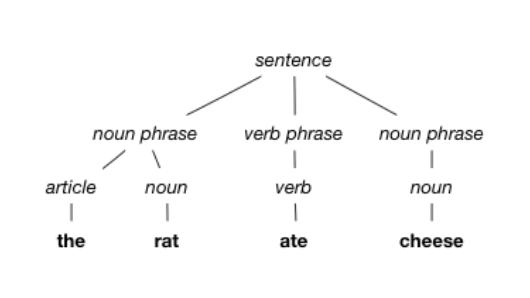 sentence
noun phrase verb phrase noun phrase
article noun verb noun
the rat ate cheese